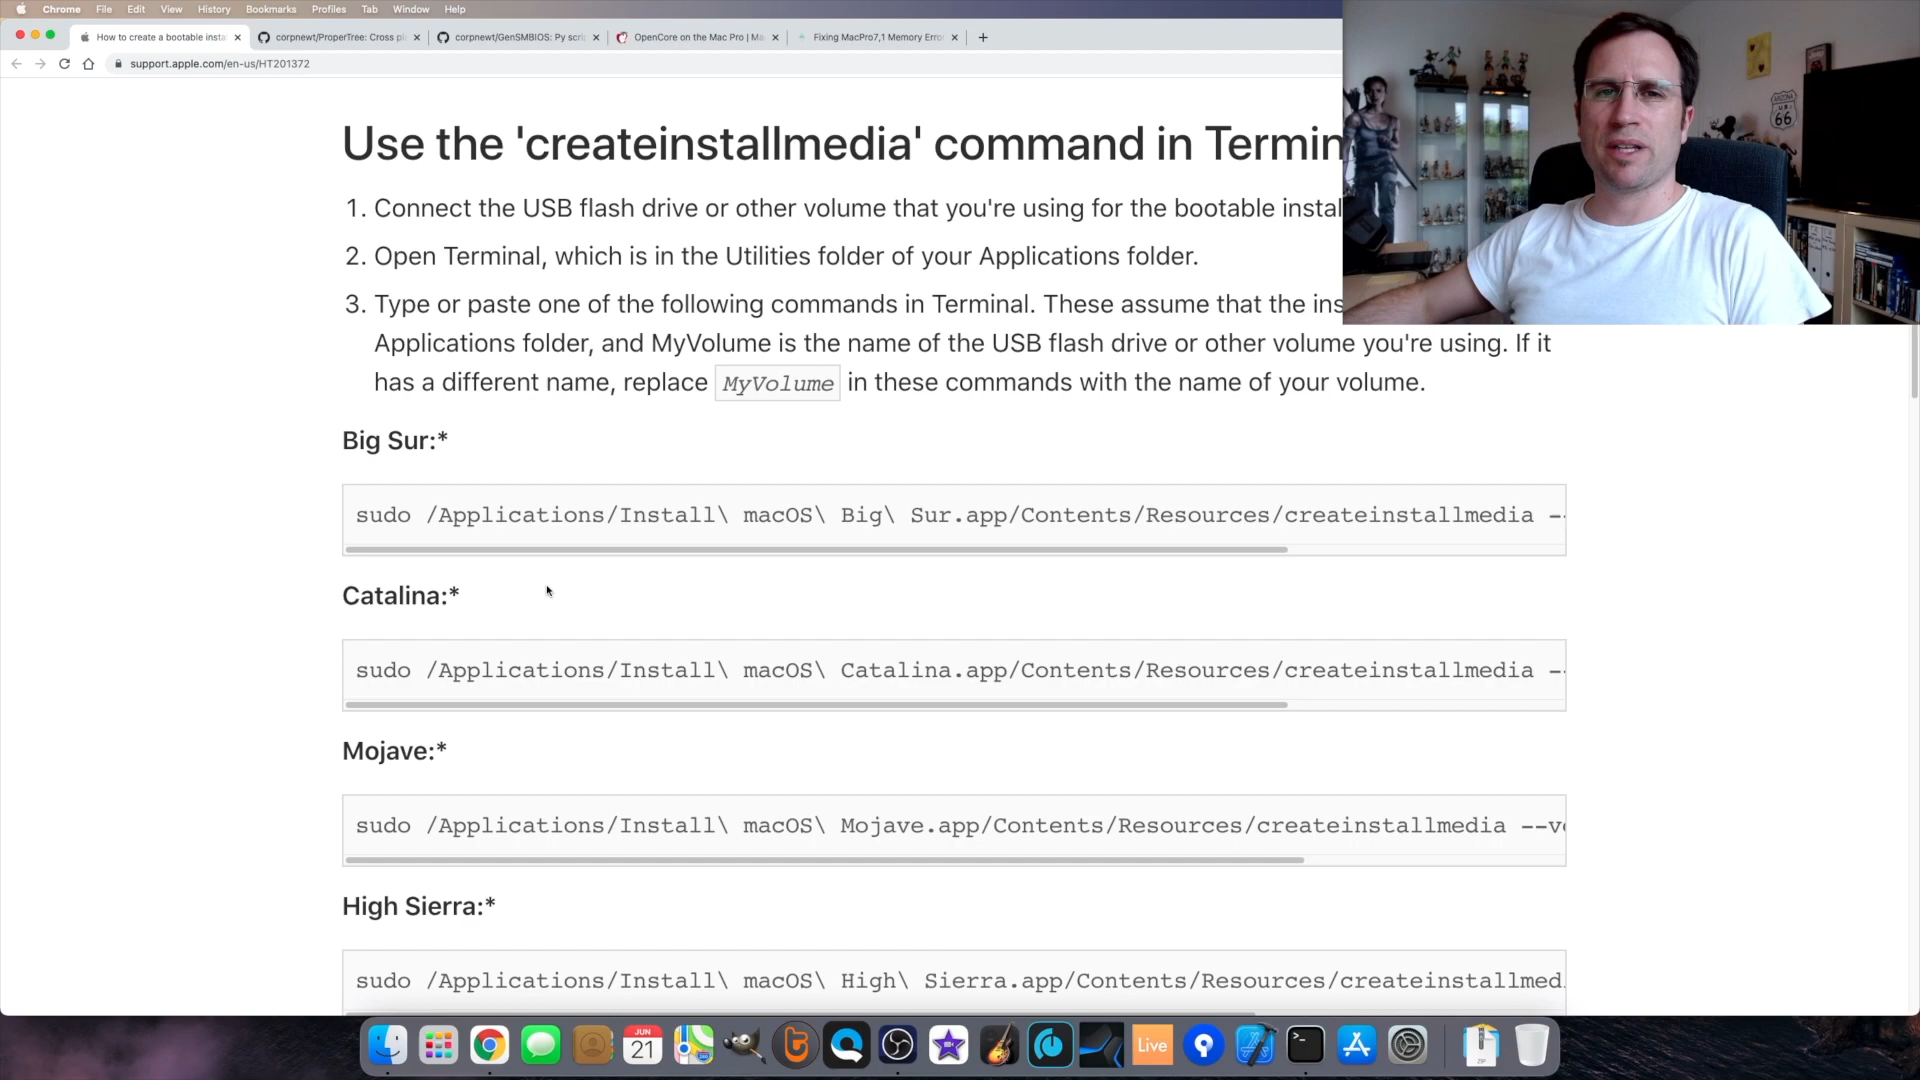 Chrome File Edit View History Bookmarks Profiles Tab Window Help
How to create a bootable insta
corpnewt/ProperTree: Cross pl
corpnewt/GenSMBIOS: Py scrip
OpenCore on the Mac Pro | Ma
Fixing MacPro7,1 Memory Erro
support.apple.com/en-us/HT201372
Use the 'createinstallmedia' command in Termin
1. Connect the USB flash drive or other volume that you're using for the bootable instal
2. Open Terminal, which is in the Utilities folder of your Applications folder.
3. Type or paste one of the following commands in Terminal. These assume that the ins
Applications folder, and MyVolume is the name of the USB flash drive or other volume you're using. If it
has a different name, replace MyVolume in these commands with the name of your volume.
Big Sur:*
sudo /Applications/Install\ macOS\ Big\ Sur.app/Contents/Resources/createinstallmedia --
Catalina:*
sudo /Applications/Install\ macOS\ Catalina.app/Contents/Resources/createinstallmedia --
Mojave:*
sudo /Applications/Install\ macOS\ Mojave.app/Contents/Resources/createinstallmedia --vo
High Sierra:*
sudo /Applications/Install\ macOS\ High\ Sierra.app/Contents/Resources/createinstallmed
ARIZONA
US
66
JUN
21
Live
ZIP